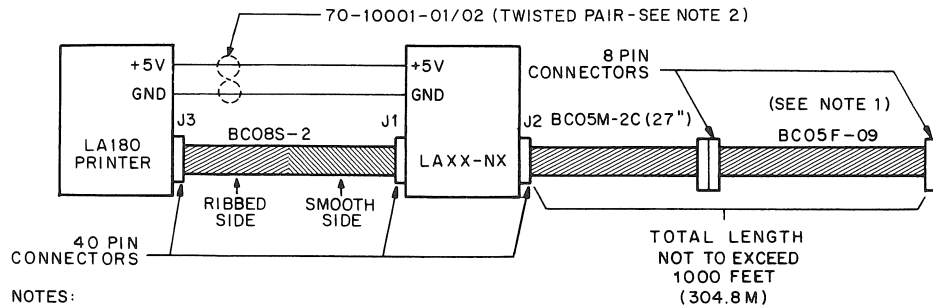 70-10001-01/02 (TWISTED PAIR-SEE NOTE 2)
+5V
+5V
GND
GND
8 PIN
CONNECTORS
(SEE NOTE 1)
J3
BC08S-2
J1
J2
BC05M-2C (27")
BC05F-09
LA180
PRINTER
LAXX-NX
RIBBED
SIDE
SMOOTH
SIDE
40 PIN
CONNECTORS
TOTAL LENGTH
NOT TO EXCEED
1000 FEET
(304.8M)
NOTES: